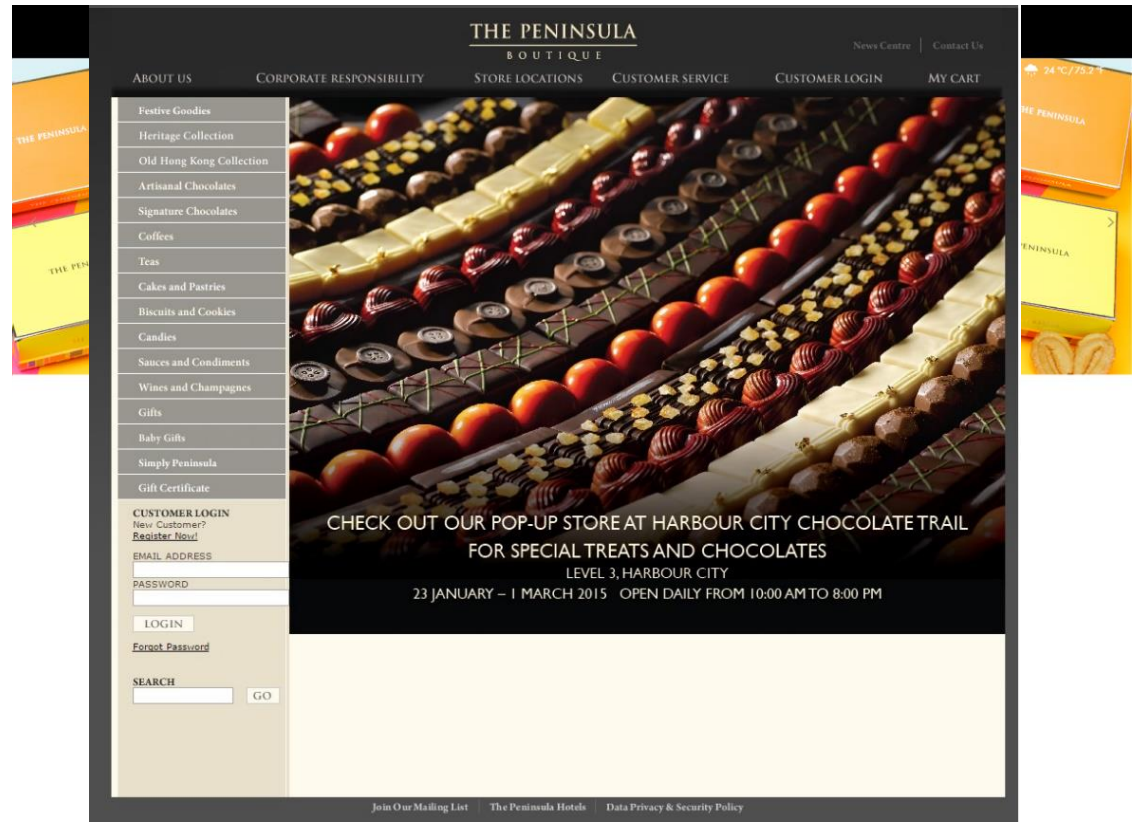 THE PENINSULA
BOUTIQUE
News Centre
Contact Us
ABOUT US
CORPORATE RESPONSIBILITY
STORE LOCATIONS
CUSTOMER SERVICE
CUSTOMER LOGIN
MY CART
24 °C/75.2
THE PENINSULA
HE PENINSULA
THE PEN
ENINSULA
Festive Goodies
Heritage Collection
Old Hong Kong Collection
Artisanal Chocolates
Signature Chocolates
Coffees
Teas
Cakes and Pastries
Biscuits and Cookies
Candies
Sauces and Condiments
Wines and Champagnes
Gifts
Baby Gifts
Simply Peninsula
Gift Certificate
CUSTOMER LOGIN
New Customer?
Register Now!
EMAIL ADDRESS
PASSWORD
LOGIN
Forgot Password
SEARCH
GO
CHECK OUT OUR POP-UP STORE AT HARBOUR CITY CHOCOLATE TRAIL
FOR SPECIAL TREATS AND CHOCOLATES
LEVEL 3, HARBOUR CITY
23 JANUARY – 1 MARCH 2015 OPEN DAILY FROM 10:00 AM TO 8:00 PM
Join Our Mailing List
The Peninsula Hotels
Data Privacy & Security Policy